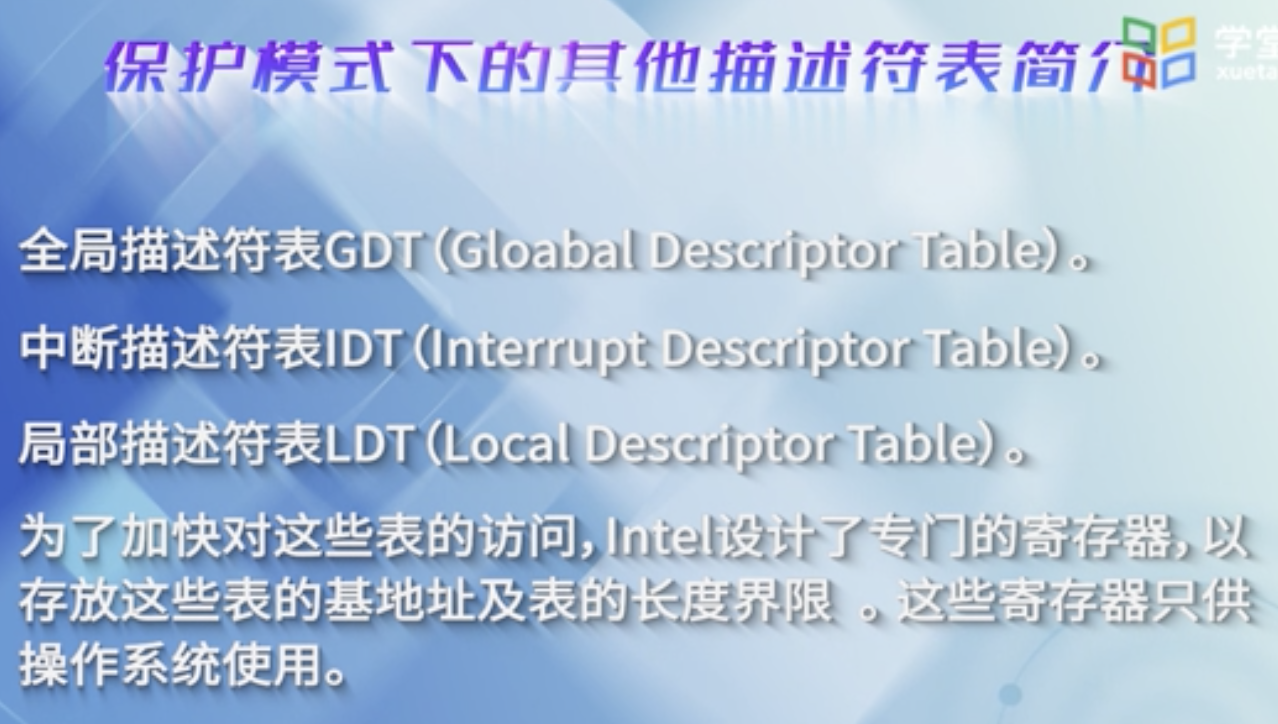 保护模式下的其他描述符表简介
学堂
xueta
全局描述符表GDT(Gloabal Descriptor Table)。
中断描述符表IDT(Interrupt Descriptor Table)。
局部描述符表LDT(Local Descriptor Table)。
为了加快对这些表的访问,Intel设计了专门的寄存器,以
存放这些表的基地址及表的长度界限 。这些寄存器只供
操作系统使用。